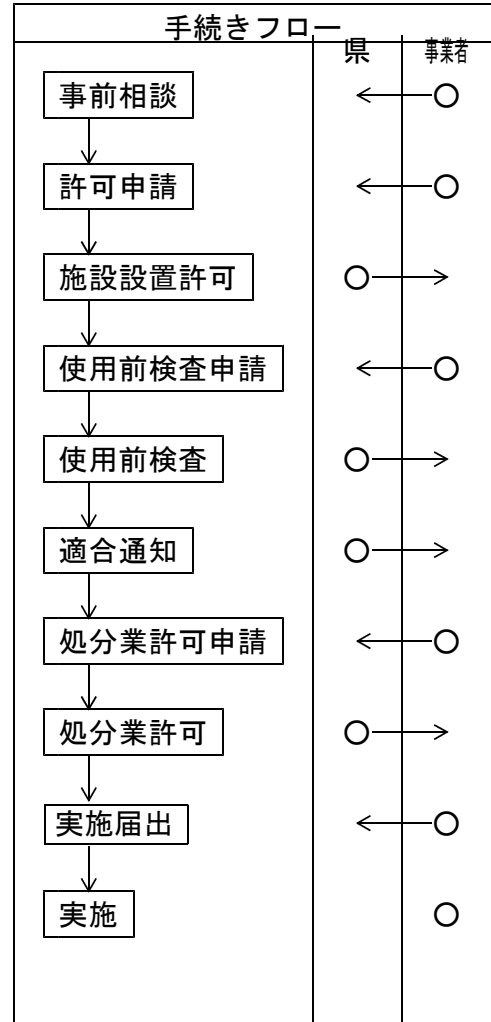 手続きフロー
県 事業者
事前相談
許可申請
施設設置許可
使用前検査申請
使用前検査
適合通知
処分業許可申請
処分業許可
実施届出
実施